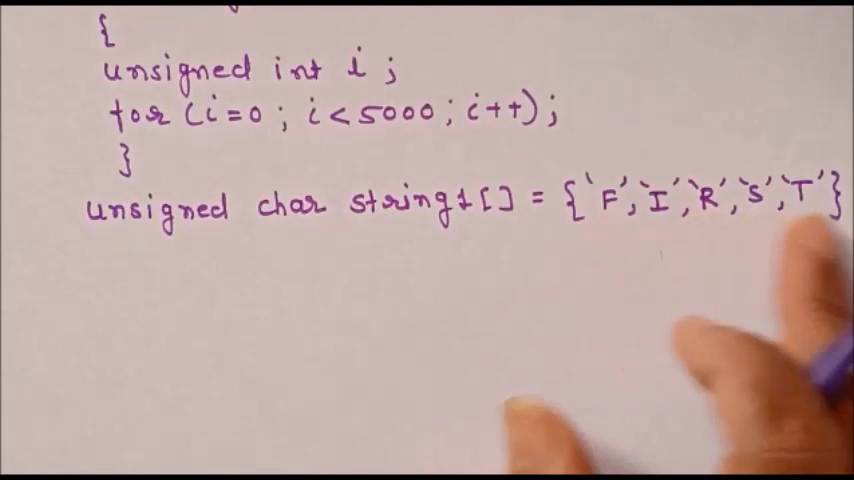 {
unsigned int i ;
for (i=0 ; i<5000 ; i++) ;
}
unsigned char string1[] = {'F','I','R','S','T'}